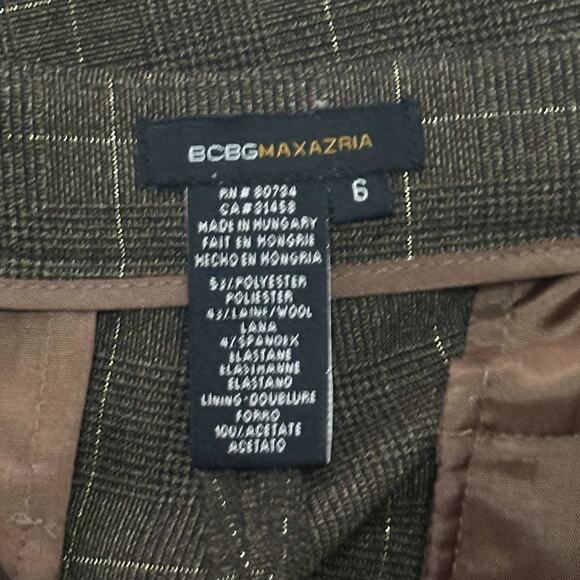 BCBGMAXAZRIA
6
RN# 80734
CA#31458
MADE IN HUNGARY
FAIT EN HONGRIE
HECHO EN HONGRIA
53/POLYESTER
POLIESTER
43/LAINE/WOOL
LANA
4/SPANDEX
ELASTANE
ELASTHANNE
ELASTANO
LINING-DOUBLURE
FORRO
100/ACETATE
ACETATO